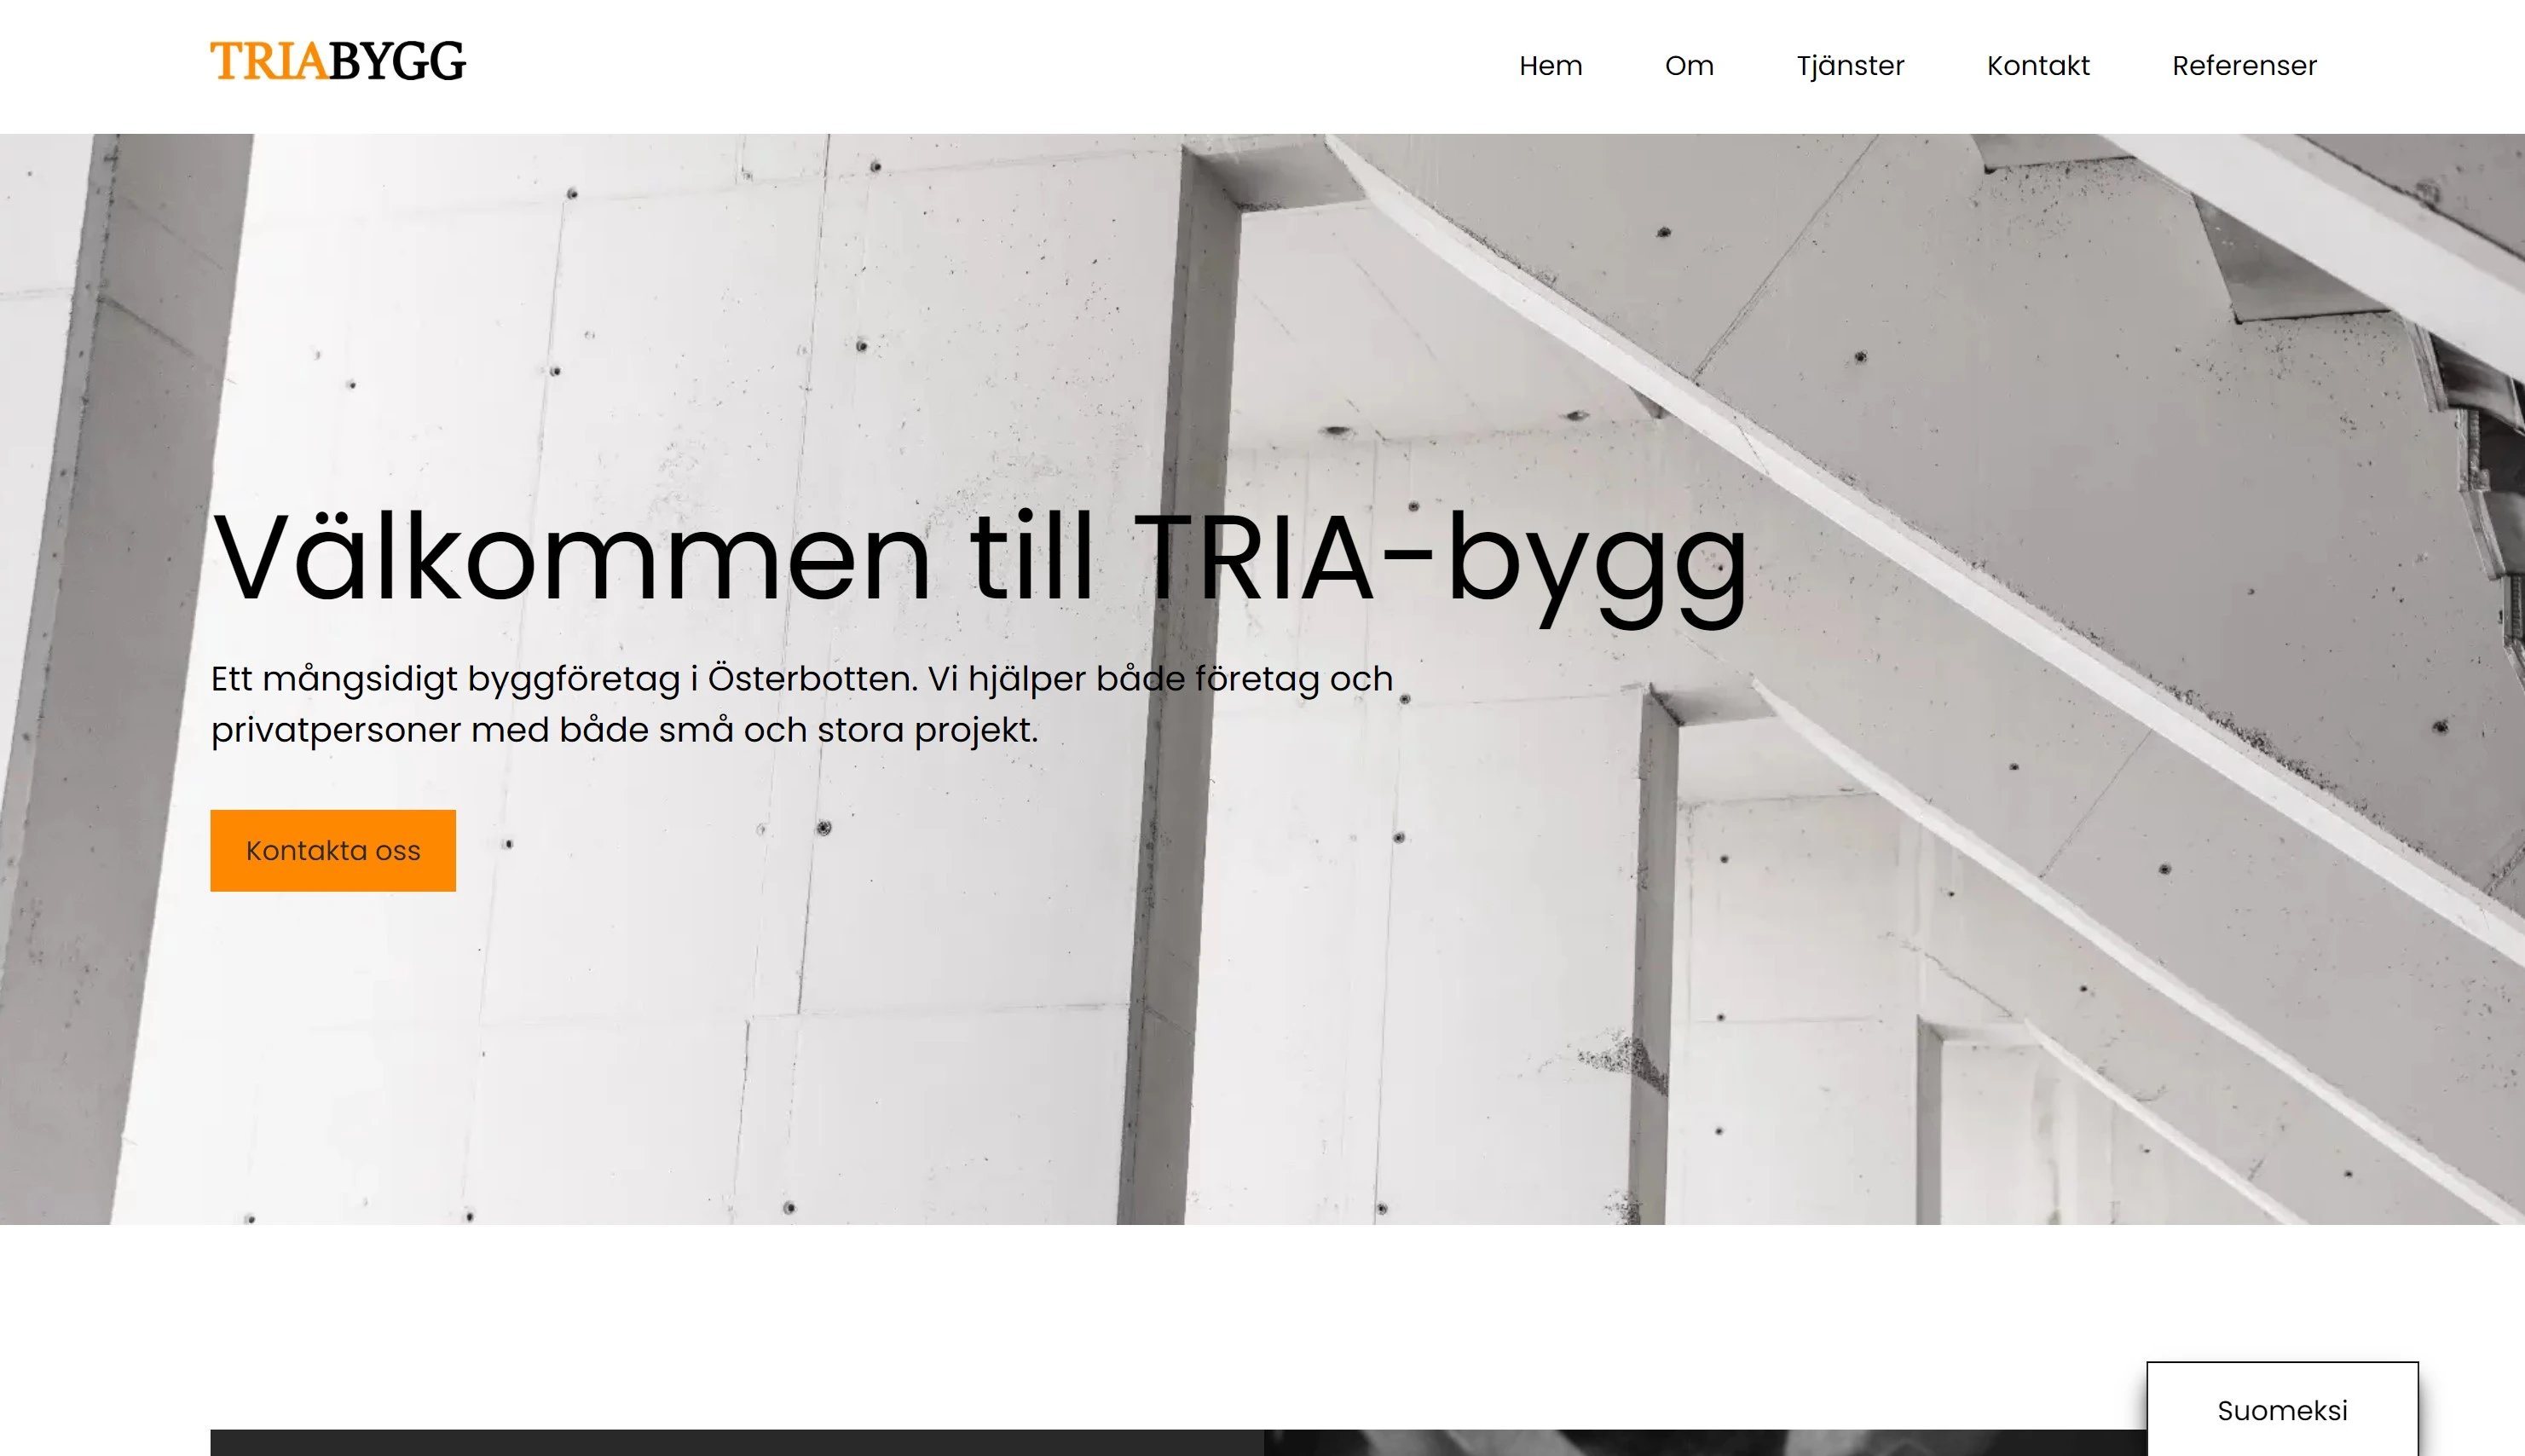 TRIABYGG
Hem Om Tjänster Kontakt Referenser
Välkommen till TRIA-bygg
Ett mångsidigt byggföretag i Österbotten. Vi hjälper både företag och
privatpersoner med både små och stora projekt.
Kontakta oss
Suomeksi